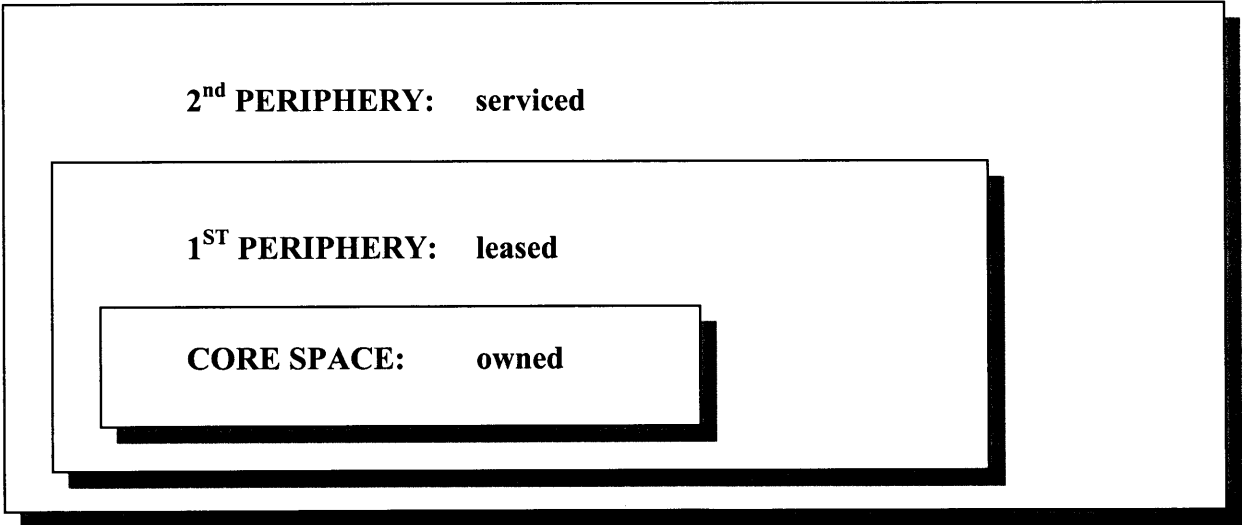 2nd PERIPHERY: serviced
1ST PERIPHERY: leased
CORE SPACE: owned